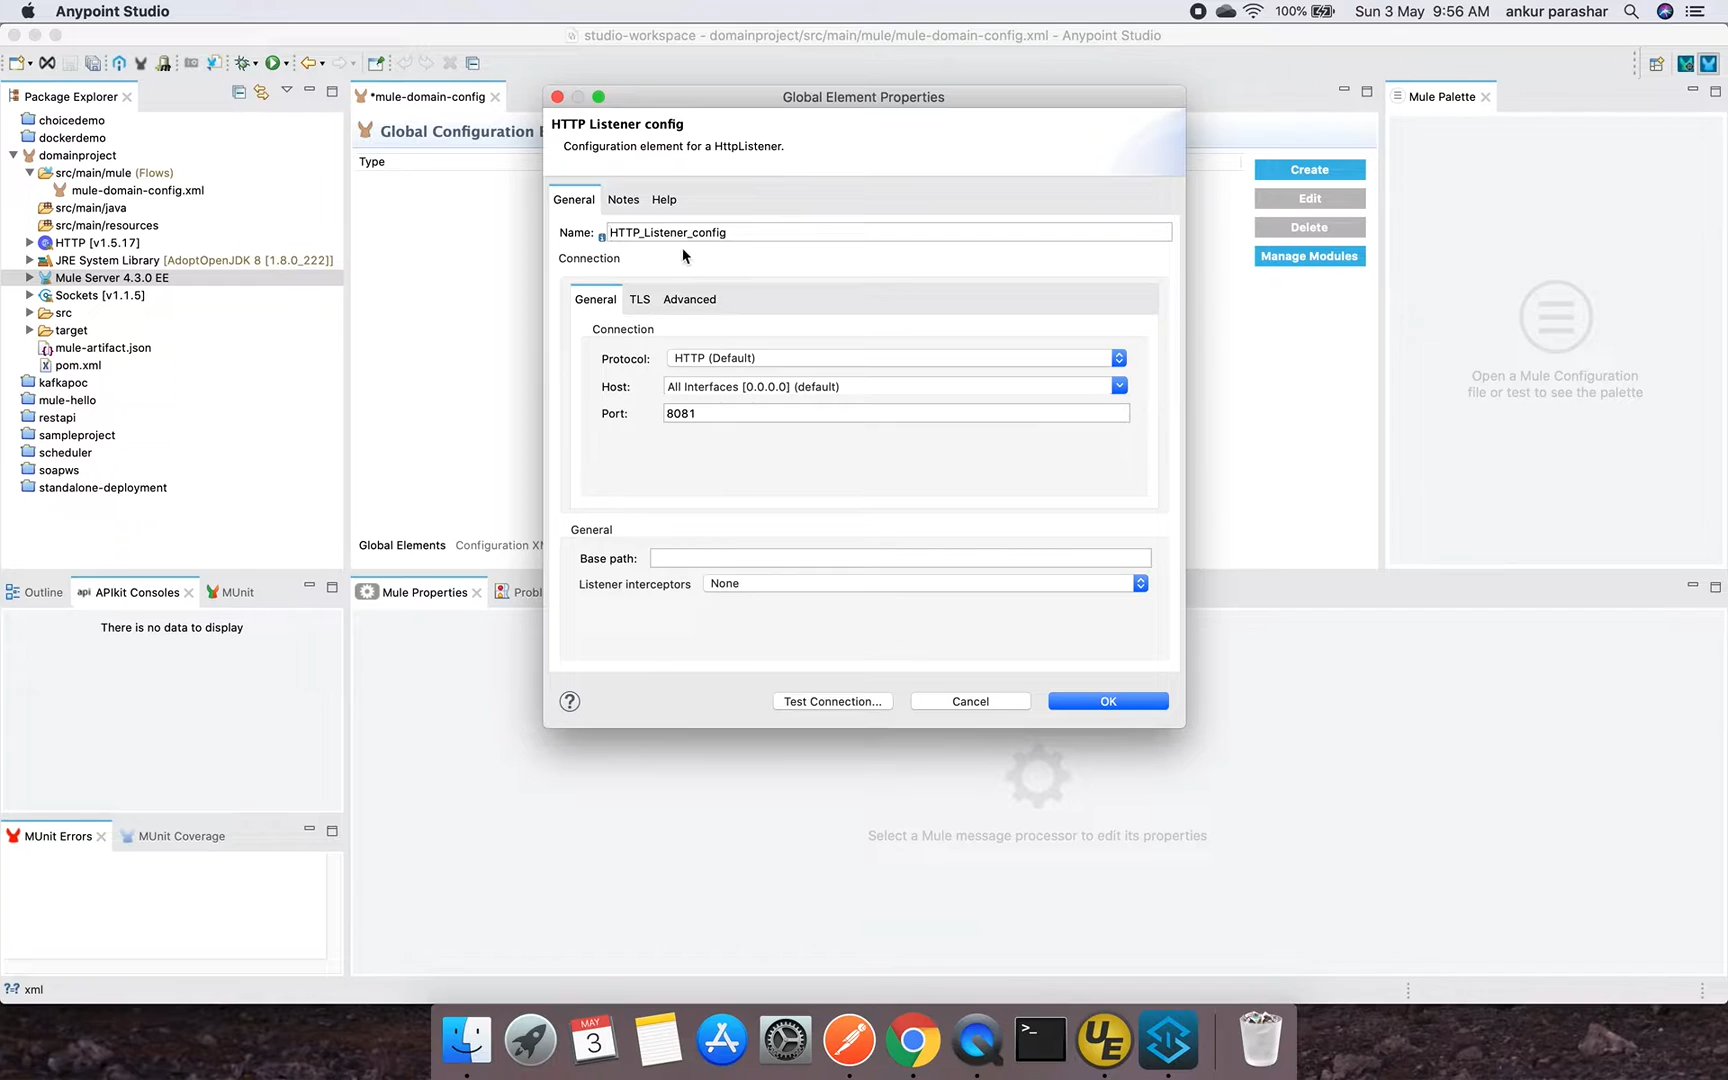 Anypoint Studio
100%
Sun 3 May 9:56 AM
ankur parashar
studio-workspace - domainproject/src/main/mule/mule-domain-config.xml - Anypoint Studio
Package Explorer
*mule-domain-config
Global Element Properties
Mule Palette
choicedemo
dockerdemo
domainproject
src/main/mule (Flows)
mule-domain-config.xml
src/main/java
src/main/resources
HTTP [v1.5.17]
JRE System Library [AdoptOpenJDK 8 [1.8.0_222]]
Mule Server 4.3.0 EE
Sockets [v1.1.5]
src
target
mule-artifact.json
pom.xml
kafkapoc
mule-hello
restapi
sampleproject
scheduler
soapws
standalone-deployment
Global Configuration E
Type
HTTP Listener config
Configuration element for a HttpListener.
General
Notes
Help
Name:
HTTP_Listener_config
Connection
General
TLS
Advanced
Connection
Protocol:
HTTP (Default)
Host:
All Interfaces [0.0.0.0] (default)
Port:
8081
General
Base path:
Listener interceptors
None
Test Connection...
Cancel
OK
Create
Edit
Delete
Manage Modules
Open a Mule Configuration
file or test to see the palette
Global Elements
Configuration XM
Outline
api APIkit Consoles
MUnit
There is no data to display
Mule Properties
Probl
Select a Mule message processor to edit its properties
MUnit Errors
MUnit Coverage
?-? xml
MAY
3
>_
UE